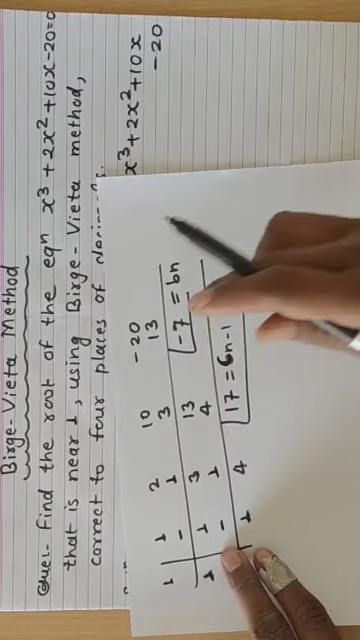 Birge-Vieta Method
Que:- Find the root of the eqn x³+2x²+10x-20=0
that is near 1, using Birge-Vieta method,
correct to four places of decimals.
x³+2x²+10x
-20
1 | 1 2 10 -20
- 1 3 13
1 | 1 3 13 -7 = bn
- 1 4
1 4 17 = Cn-1